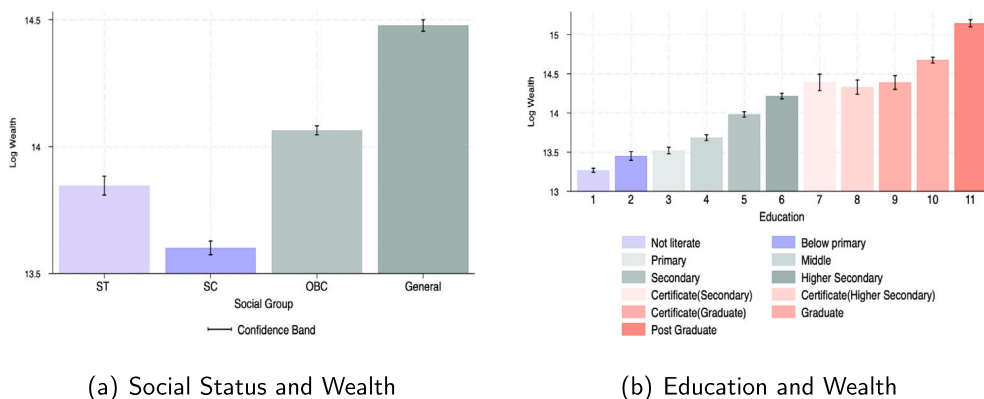 14.5
14
13.5
Log Wealth
ST SC OBC General
Social Group
Confidence Band
(a) Social Status and Wealth
15
14.5
14
13.5
13
Log Wealth
1 2 3 4 5 6 7 8 9 10 11
Education
Not literate Below primary
Primary Middle
Secondary Higher Secondary
Certificate(Secondary) Certificate(Higher Secondary)
Certificate(Graduate) Graduate
Post Graduate
(b) Education and Wealth